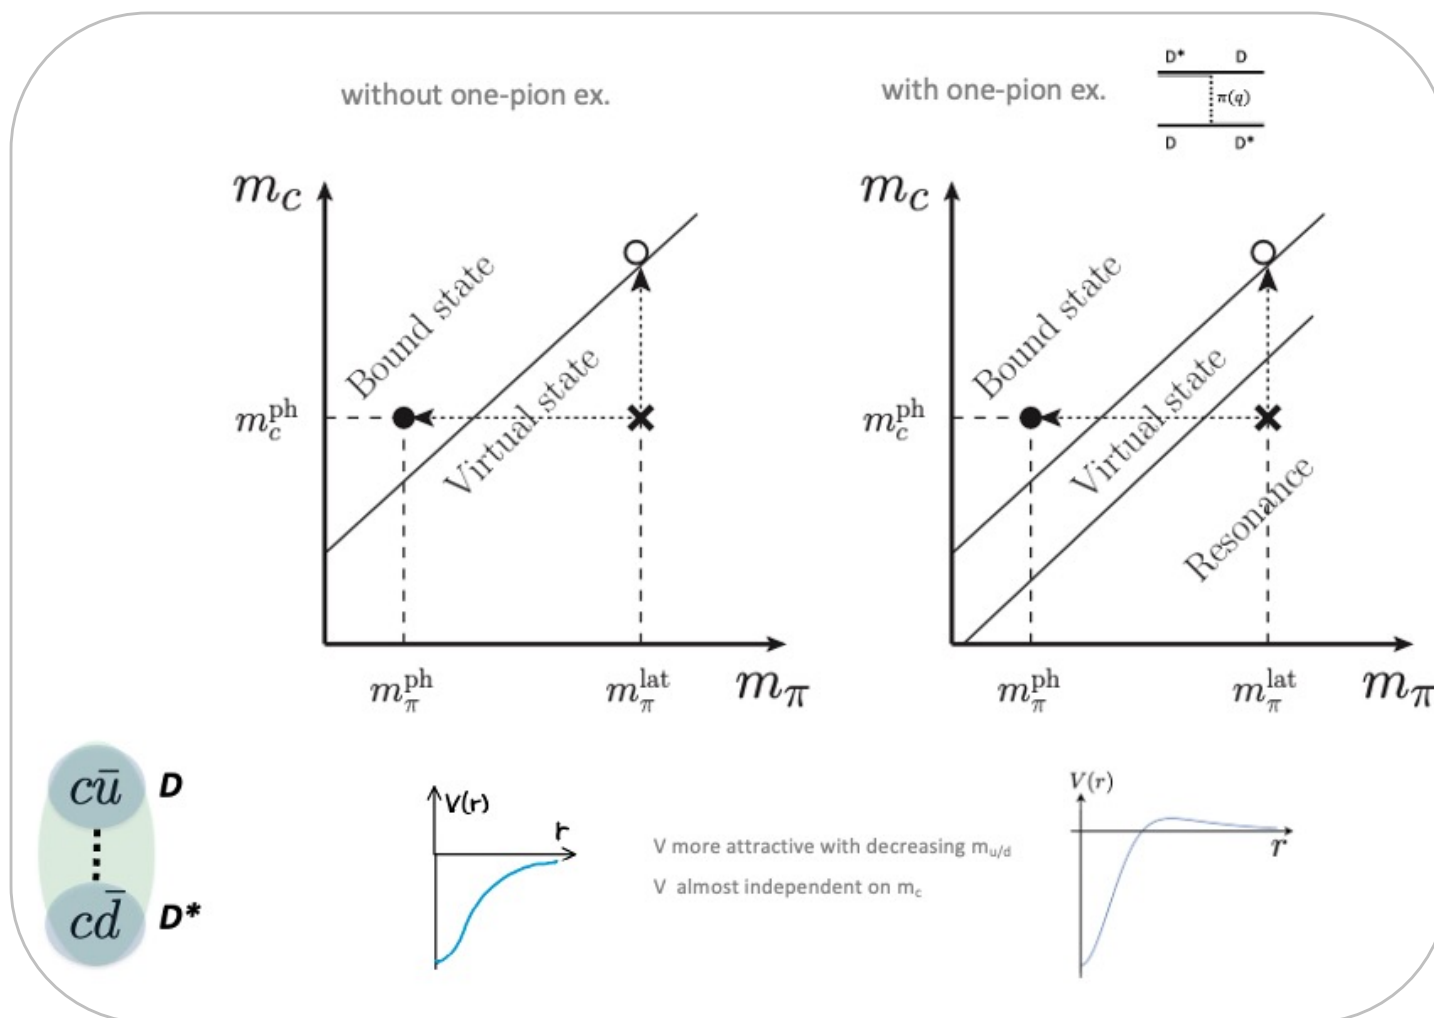 without one-pion ex.
with one-pion ex.
D* D
π(q)
D D*
m_c
Bound state
Virtual state
m_c^ph
m_π^ph
m_π^lat
m_π
m_c
Bound state
Virtual state
Resonance
m_c^ph
m_π^ph
m_π^lat
m_π
cū D
cd̄ D*
V(r)
r
V more attractive with decreasing m_u/d
V almost independent on m_c
V(r)
r